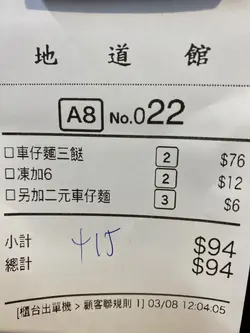 地道館
A8 No.022
□車仔麵三餸 2 $76
□凍加6 2 $12
□另加二元車仔麵 3 $6
小計 $94
總計 $94
415
[櫃台出單機 > 顧客聯規則 1] 03/08 12:04:05